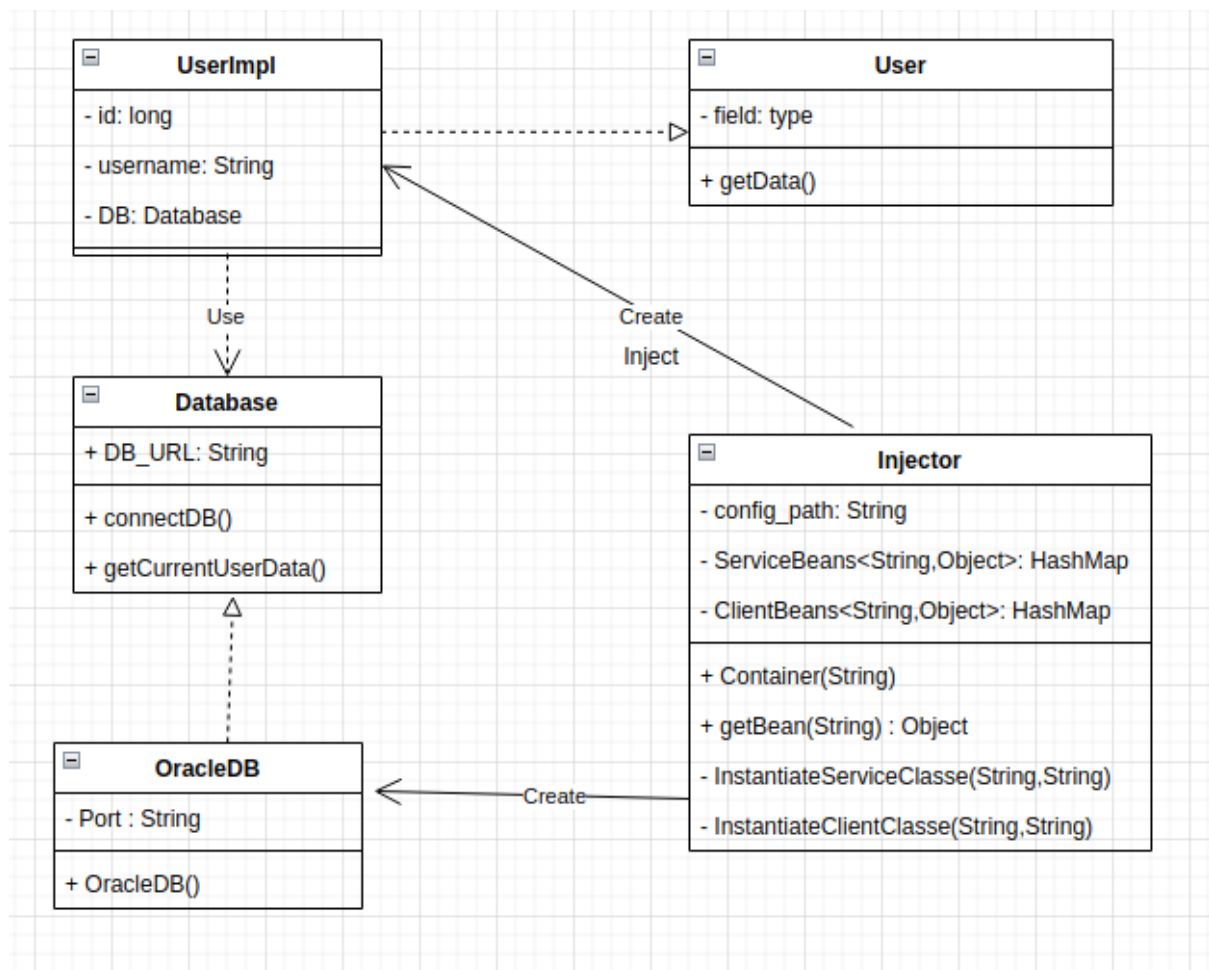 UserImpl
- id: long
- username: String
- DB: Database
User
- field: type
+ getData()
Use
Create
Inject
Database
+ DB_URL: String
+ connectDB()
+ getCurrentUserData()
Injector
- config_path: String
- ServiceBeans<String,Object>: HashMap
- ClientBeans<String,Object>: HashMap
+ Container(String)
+ getBean(String) : Object
- InstantiateServiceClasse(String,String)
- InstantiateClientClasse(String,String)
OracleDB
- Port : String
+ OracleDB()
Create